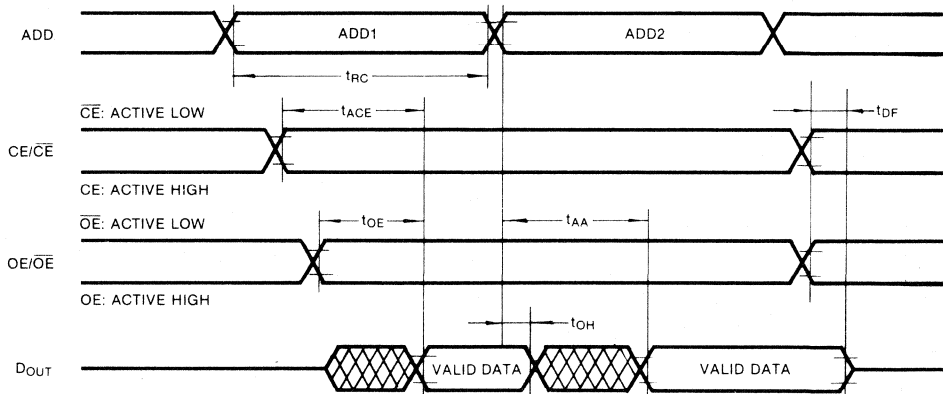 ADD
ADD1
ADD2
tRC
CE: ACTIVE LOW
tACE
tDF
CE/CE
CE: ACTIVE HIGH
OE: ACTIVE LOW
tOE
tAA
OE/OE
OE: ACTIVE HIGH
tOH
DOUT
VALID DATA
VALID DATA